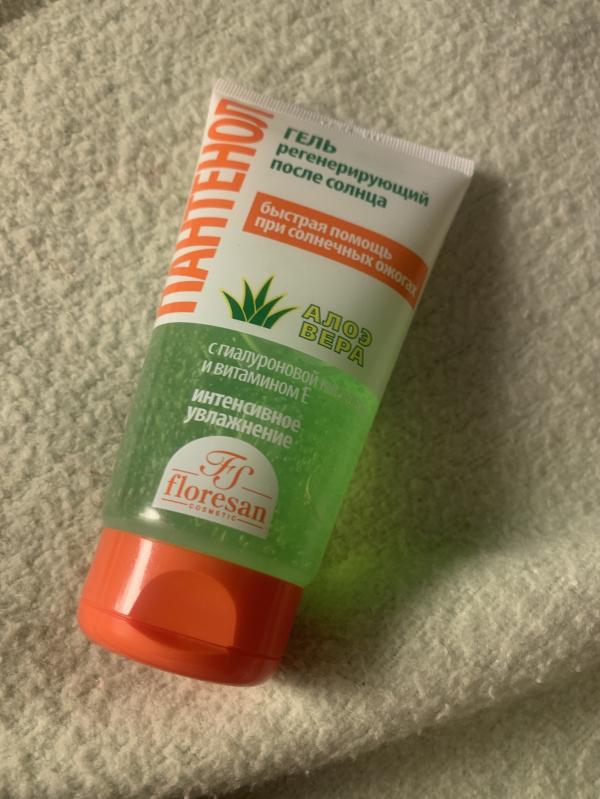 ПАНТЕНОЛ
ГЕЛЬ
регенерирующий
после солнца
быстрая помощь
при солнечных ожогах
АЛОЭ
ВЕРА
с гиалуроновой
и витамином Е
интенсивное
увлажнение
FS
floresan
COSMETIC